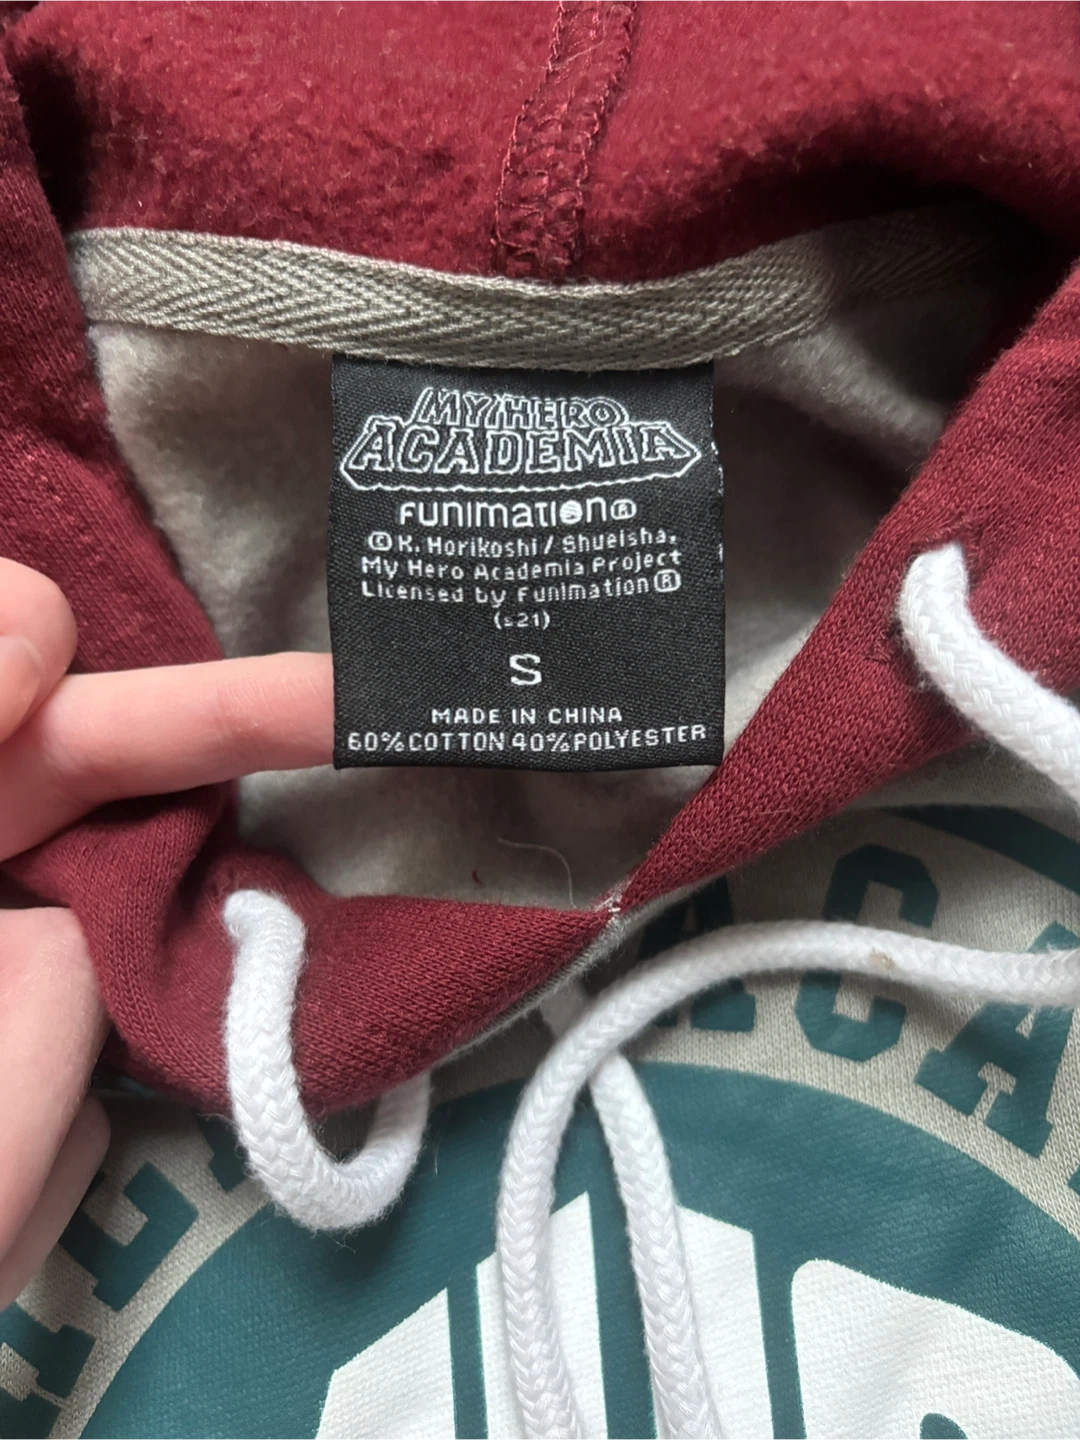 MY HERO
ACADEMIA
FUNIMATION®
© K. Horikoshi / Shueisha,
My Hero Academia Project
Licensed by Funimation®
(s21)
S
MADE IN CHINA
60% COTTON 40% POLYESTER